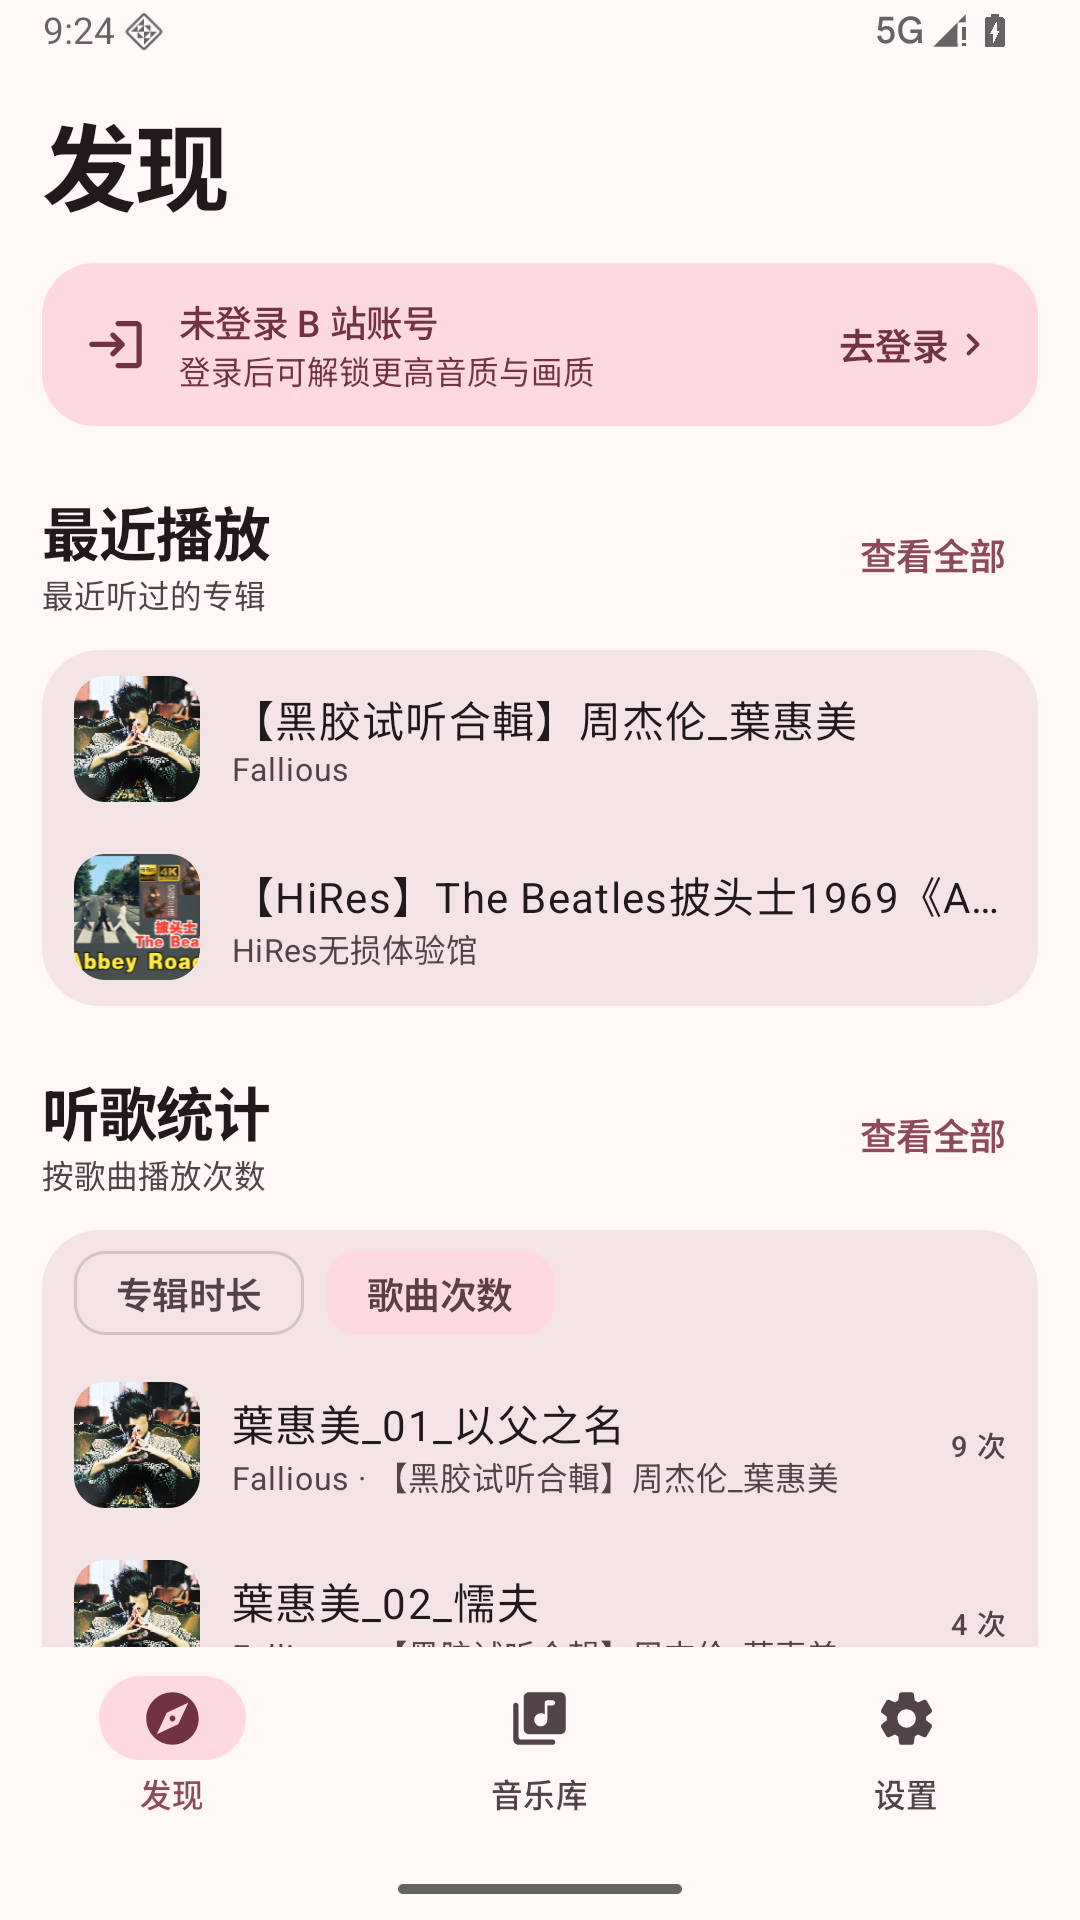 9:24
5G
发现
未登录 B 站账号
登录后可解锁更高音质与画质
去登录
最近播放
最近听过的专辑
查看全部
【黑胶试听合輯】周杰伦_葉惠美
Fallious
【HiRes】The Beatles披头士1969《A…
HiRes无损体验馆
Hi-Res
4K
披头士
The Bea
Abbey Road
听歌统计
按歌曲播放次数
查看全部
专辑时长
歌曲次数
葉惠美_01_以父之名
Fallious · 【黑胶试听合輯】周杰伦_葉惠美
9 次
葉惠美_02_懦夫
4 次
发现
音乐库
设置